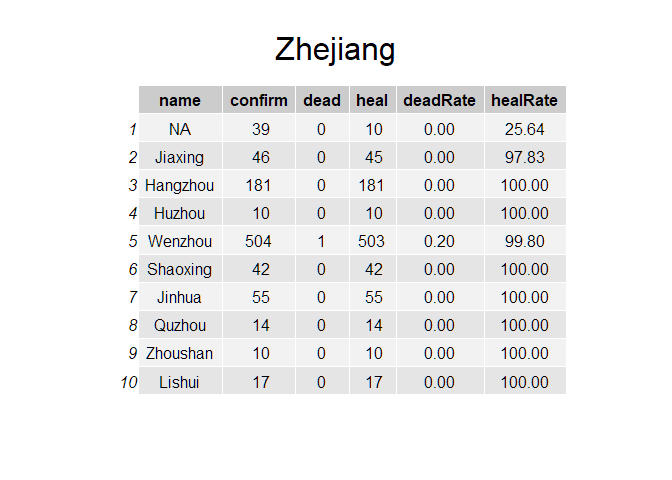 Zhejiang
name confirm dead heal deadRate healRate
1 NA 39 0 10 0.00 25.64
2 Jiaxing 46 0 45 0.00 97.83
3 Hangzhou 181 0 181 0.00 100.00
4 Huzhou 10 0 10 0.00 100.00
5 Wenzhou 504 1 503 0.20 99.80
6 Shaoxing 42 0 42 0.00 100.00
7 Jinhua 55 0 55 0.00 100.00
8 Quzhou 14 0 14 0.00 100.00
9 Zhoushan 10 0 10 0.00 100.00
10 Lishui 17 0 17 0.00 100.00